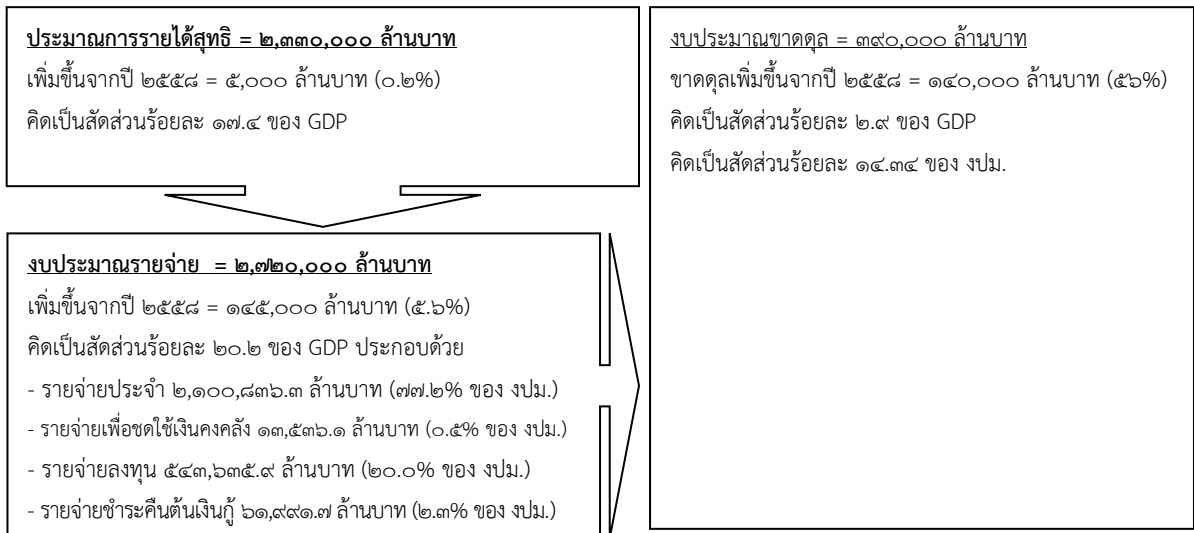 ประมาณการรายได้สุทธิ = ๒,๓๓๐,๐๐๐ ล้านบาท
เพิ่มขึ้นจากปี ๒๕๕๘ = ๕,๐๐๐ ล้านบาท (๐.๒%)
คิดเป็นสัดส่วนร้อยละ ๑๗.๔ ของ GDP
งบประมาณรายจ่าย = ๒,๗๒๐,๐๐๐ ล้านบาท
เพิ่มขึ้นจากปี ๒๕๕๘ = ๑๔๕,๐๐๐ ล้านบาท (๕.๖%)
คิดเป็นสัดส่วนร้อยละ ๒๐.๒ ของ GDP ประกอบด้วย
- รายจ่ายประจำ ๒,๑๐๐,๘๓๖.๓ ล้านบาท (๗๗.๒% ของ งปม.)
- รายจ่ายเพื่อชดใช้เงินคงคลัง ๑๓,๕๓๖.๑ ล้านบาท (๐.๕% ของ งปม.)
- รายจ่ายลงทุน ๕๔๓,๖๓๕.๙ ล้านบาท (๒๐.๐% ของ งปม.)
- รายจ่ายชำระคืนต้นเงินกู้ ๖๑,๙๙๑.๗ ล้านบาท (๒.๓% ของ งปม.)
งบประมาณขาดดุล = ๓๙๐,๐๐๐ ล้านบาท
ขาดดุลเพิ่มขึ้นจากปี ๒๕๕๘ = ๑๔๐,๐๐๐ ล้านบาท (๕๖%)
คิดเป็นสัดส่วนร้อยละ ๒.๙ ของ GDP
คิดเป็นสัดส่วนร้อยละ ๑๔.๓๔ ของ งปม.